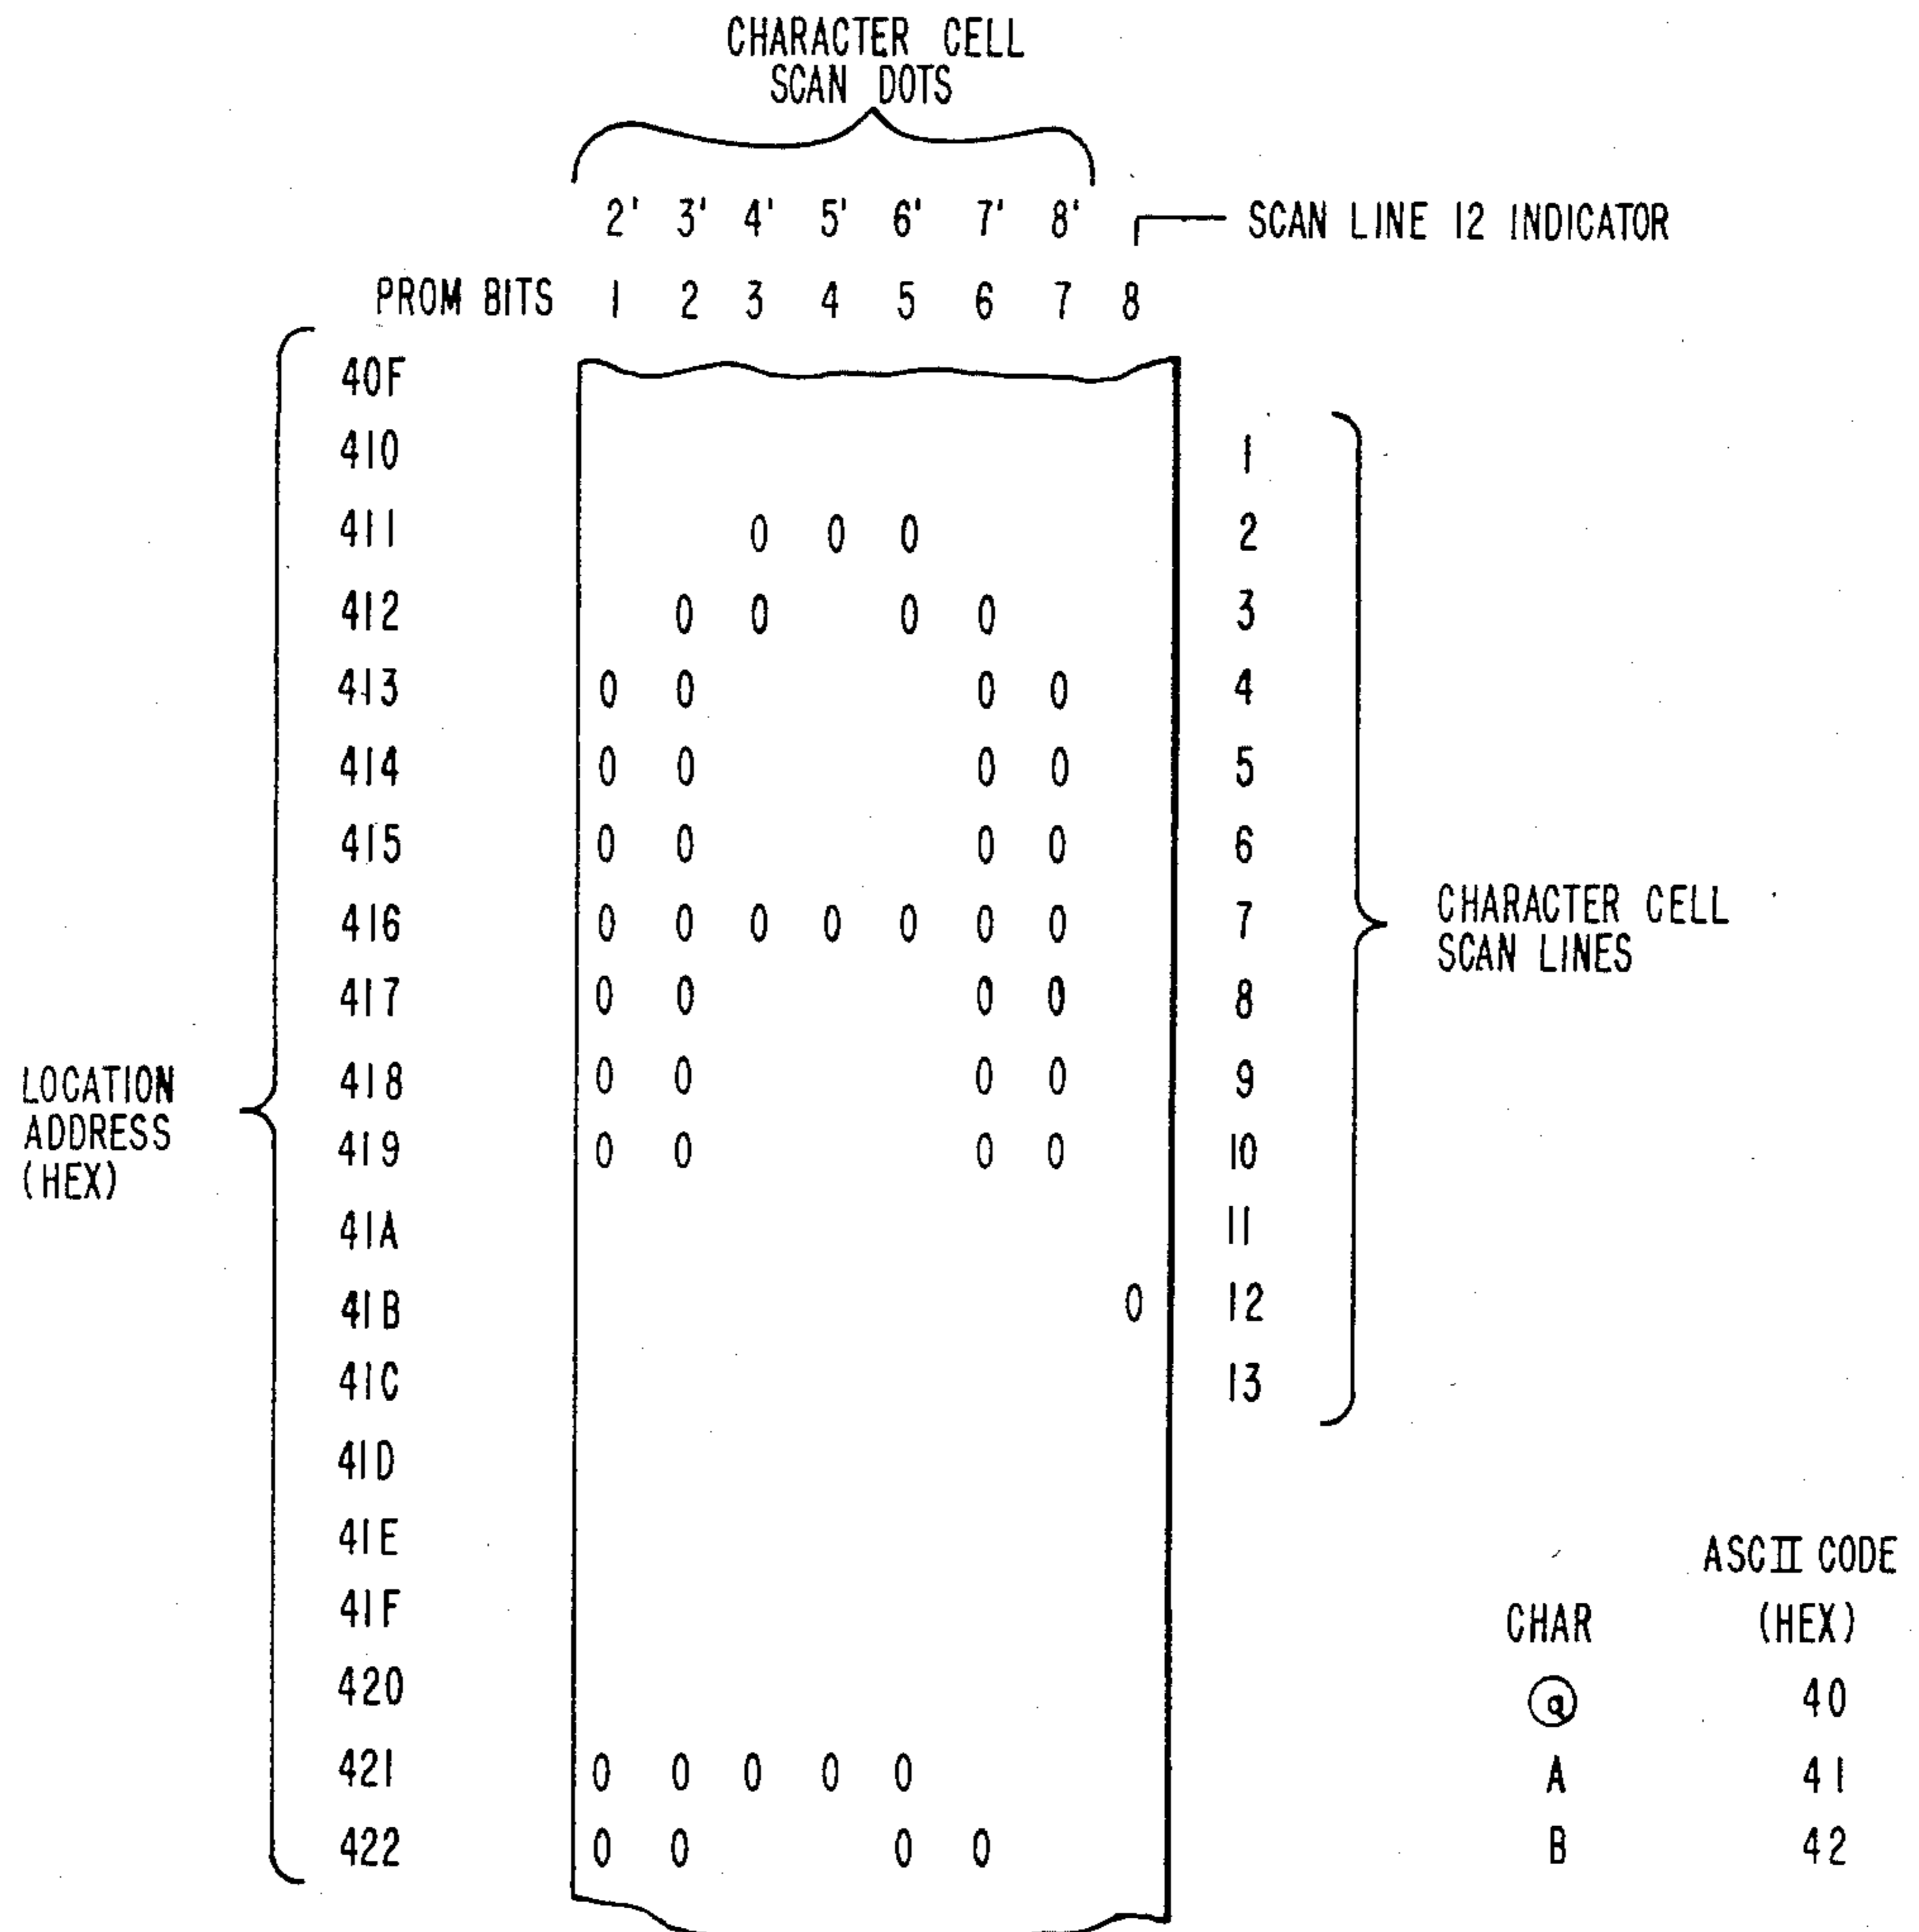 CHARACTER CELL
SCAN DOTS
2' 3' 4' 5' 6' 7' 8' SCAN LINE 12 INDICATOR
PROM BITS 1 2 3 4 5 6 7 8
40F
410 1
411 0 0 0 2
412 0 0 0 0 3
413 0 0 0 0 4
414 0 0 0 0 5
415 0 0 0 0 6
416 0 0 0 0 0 0 0 7
CHARACTER CELL
SCAN LINES
417 0 0 0 0 8
418 0 0 0 0 9
LOCATION
ADDRESS
(HEX)
419 0 0 0 0 10
41A 11
41B 0 12
41C 13
41D
41E
41F
420
421 0 0 0 0 0
422 0 0 0 0
ASCII CODE
CHAR (HEX)
@ 40
A 41
B 42